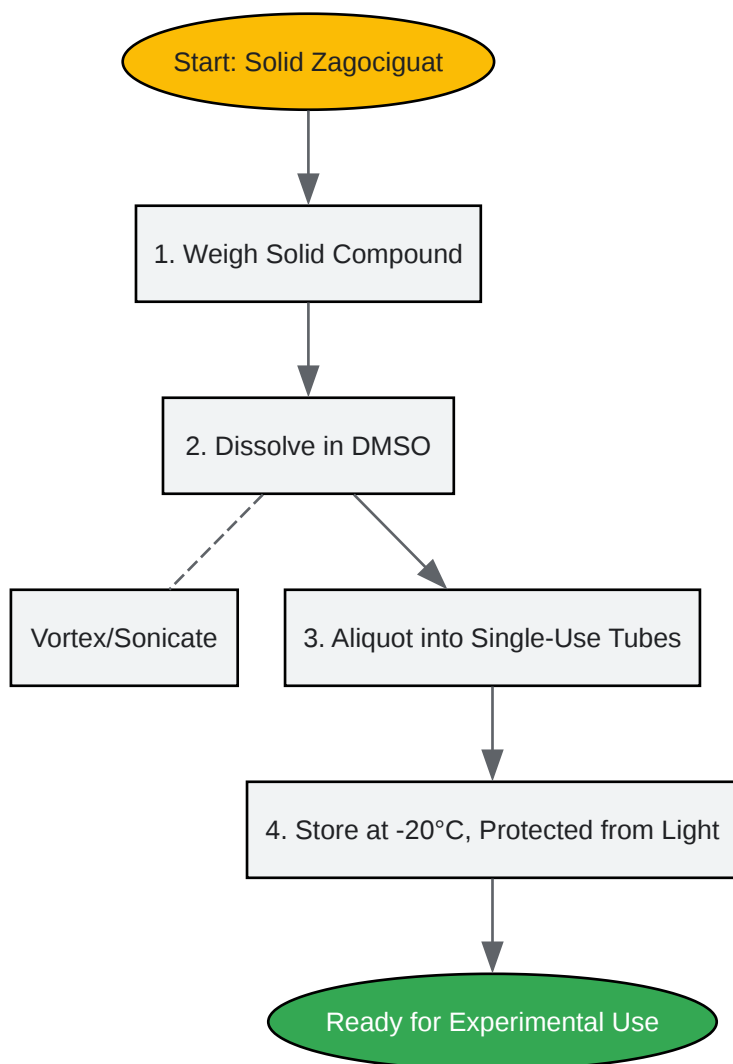 Start: Solid Zagociguat
1. Weigh Solid Compound
2. Dissolve in DMSO
Vortex/Sonicate
3. Aliquot into Single-Use Tubes
4. Store at -20°C, Protected from Light
Ready for Experimental Use